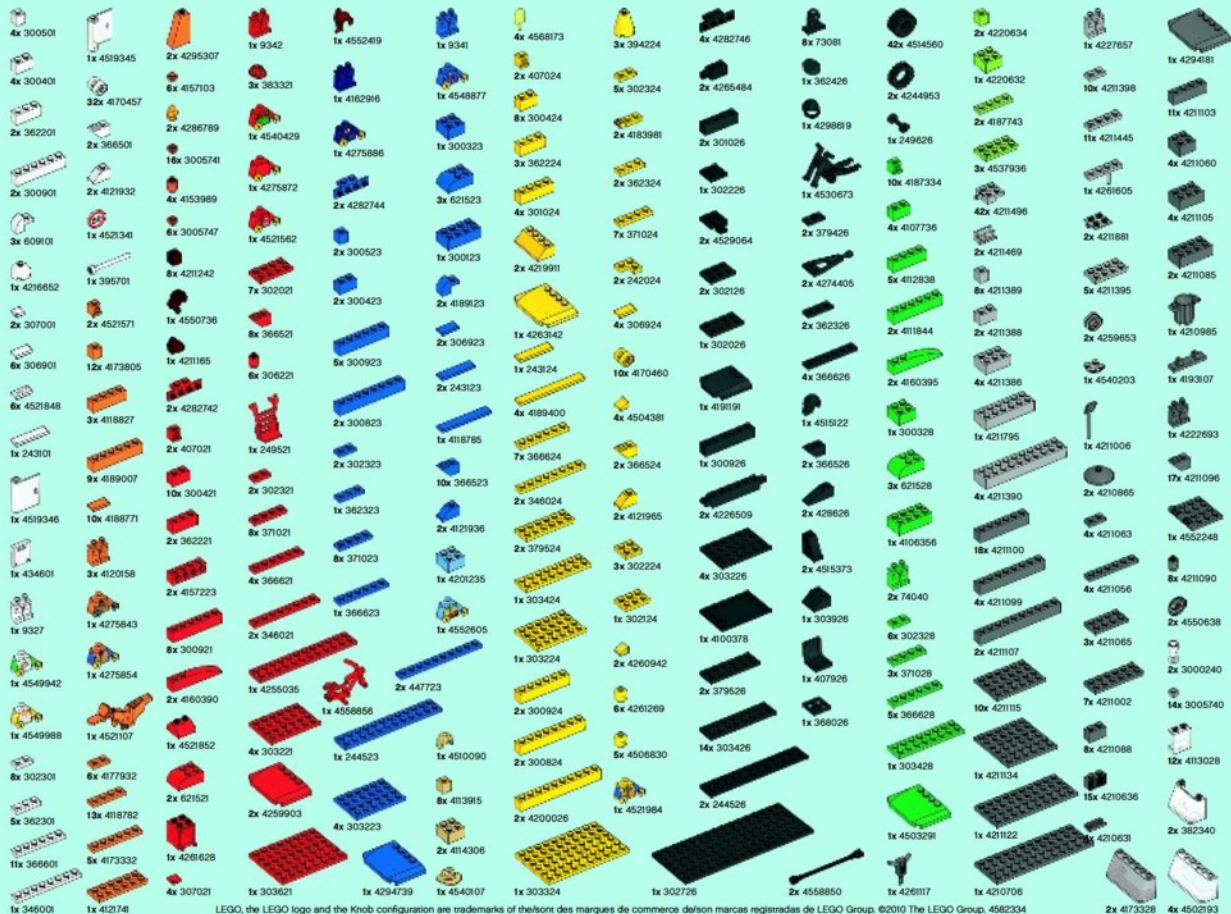 4x 300501
4x 300401
2x 362201
2x 300901
3x 609101
1x 4216652
2x 307001
6x 306901
6x 4521848
1x 243101
1x 4519346
1x 434601
1x 9327
1x 4549942
1x 4549988
8x 302301
5x 362301
11x 366601
1x 346001
1x 4519345
32x 4170457
2x 366501
2x 4121932
1x 4521341
1x 395701
2x 4521571
12x 4173805
3x 4118827
9x 4189007
10x 4188771
3x 4120158
1x 4275843
1x 4275854
1x 4521107
6x 4177932
13x 4118782
5x 4173332
1x 4121741
2x 4295307
6x 4157103
2x 4286789
16x 3005741
4x 4153989
6x 3005747
8x 4211242
1x 4550736
1x 4211165
2x 4282742
2x 407021
10x 300421
2x 362221
2x 4157223
8x 300921
2x 4160390
1x 4521852
2x 621521
1x 4261628
4x 307021
1x 9342
3x 383321
1x 4540429
1x 4275872
1x 4521562
7x 302021
8x 366521
6x 306221
1x 249521
2x 302321
8x 371021
4x 366621
2x 346021
1x 4255035
4x 303221
2x 4259903
1x 303621
1x 4552419
1x 4162916
1x 4275886
2x 4282744
2x 300523
2x 300423
5x 300923
2x 300823
2x 302323
1x 362323
8x 371023
1x 366623
1x 4558856
1x 244523
4x 303223
1x 4294739
1x 9341
1x 4548877
1x 300323
3x 621523
1x 300123
2x 4189123
2x 306923
2x 243123
1x 4118785
10x 366523
2x 4121936
1x 4201235
1x 4552605
2x 447723
1x 4510090
8x 4113915
2x 4114306
1x 4540107
4x 4568173
2x 407024
8x 300424
3x 362224
4x 301024
2x 4219911
1x 4263142
1x 243124
4x 4189400
7x 366624
2x 346024
2x 379524
1x 303424
1x 303224
2x 300924
2x 300824
2x 4200026
1x 303324
3x 394224
5x 302324
2x 4183981
2x 362324
7x 371024
2x 242024
4x 306924
10x 4170460
4x 4504381
2x 366524
2x 4121965
3x 302224
1x 302124
2x 4260942
6x 4261269
5x 4506830
1x 4521984
4x 4282746
2x 4265484
2x 301026
1x 302226
2x 4529064
2x 302126
1x 302026
1x 4191191
1x 300926
2x 4226509
4x 303226
1x 4100378
2x 379526
14x 303426
2x 244526
1x 302726
8x 73081
1x 362426
1x 4298619
1x 4530673
2x 379426
2x 4274405
2x 362326
4x 366626
1x 4515122
2x 366526
2x 428626
2x 4515373
1x 303926
1x 407926
1x 368026
2x 4558850
42x 4514560
2x 4244953
1x 249626
10x 4187334
4x 4107736
5x 4112838
2x 4111844
2x 4160395
1x 300328
3x 621528
1x 4106356
2x 74040
6x 302328
3x 371028
5x 366628
1x 303428
1x 4503291
1x 4261117
2x 4220634
1x 4220632
2x 4187743
3x 4537936
42x 4211496
2x 4211469
8x 4211389
2x 4211388
4x 4211386
1x 4211795
4x 4211390
18x 4211100
4x 4211099
2x 4211107
10x 4211115
1x 4211134
1x 4211122
1x 4210706
1x 4227657
10x 4211398
11x 4211445
1x 4261605
2x 4211881
5x 4211395
2x 4259653
1x 4540203
1x 4211006
2x 4210865
4x 4211063
4x 4211056
3x 4211065
7x 4211002
8x 4211088
15x 4210636
4x 4210631
2x 4173328
1x 4294181
11x 4211103
4x 4211060
4x 4211105
2x 4211085
1x 4210985
1x 4193107
1x 4222693
17x 4211096
1x 4552248
8x 4211090
2x 4550638
2x 3000240
14x 3005740
12x 4113028
2x 382340
4x 4502193
LEGO, the LEGO logo and the Knob configuration are trademarks of the/sont des marques de commerce de/son marcas registradas de LEGO Group. ©2010 The LEGO Group. 4582334